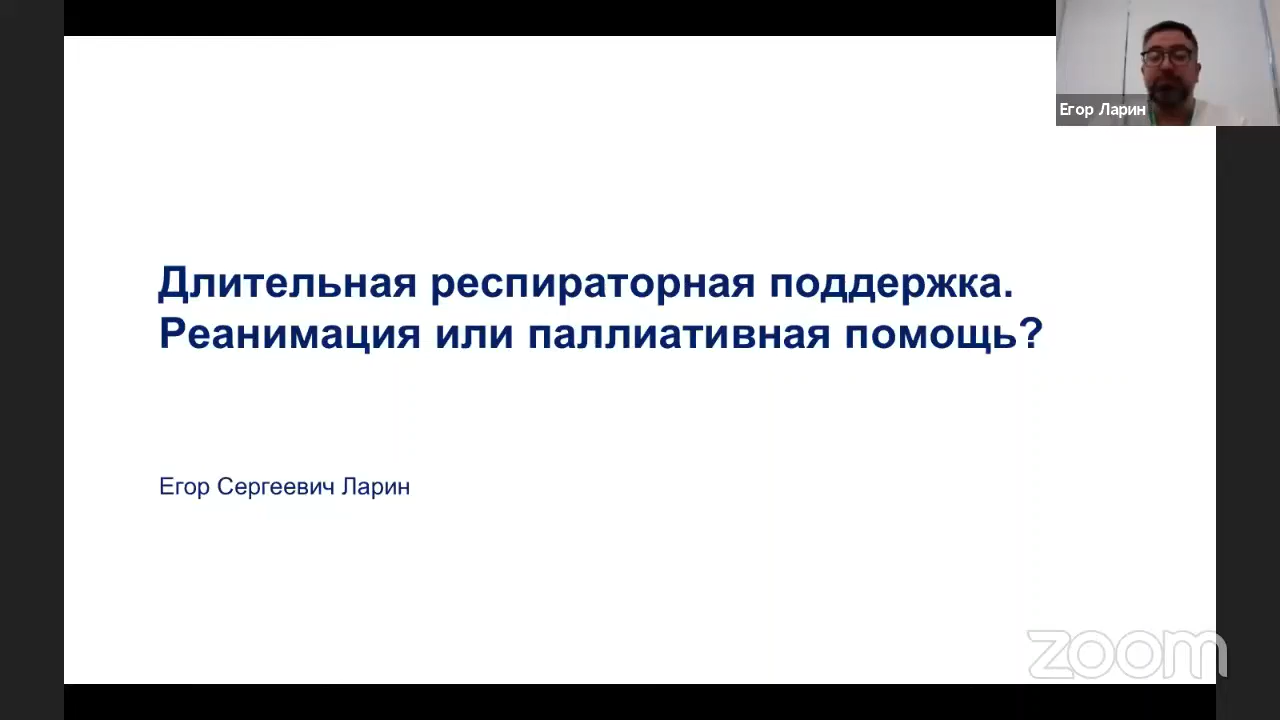 Егор Ларин
Длительная респираторная поддержка.
Реанимация или паллиативная помощь?
Егор Сергеевич Ларин
zoom